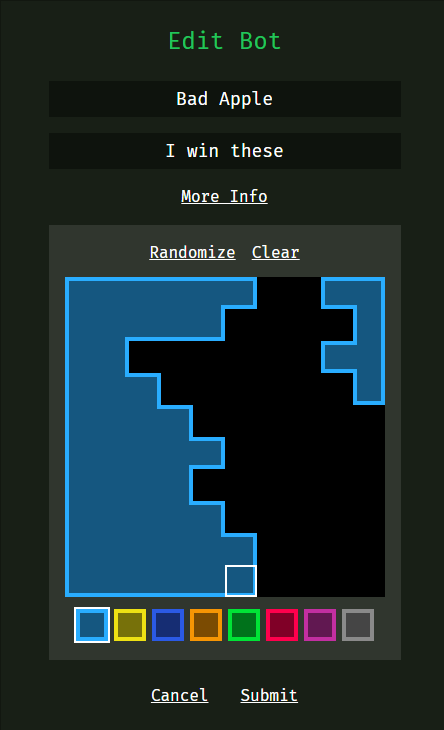 Edit Bot
Bad Apple
I win these
More Info
Randomize Clear
Cancel Submit